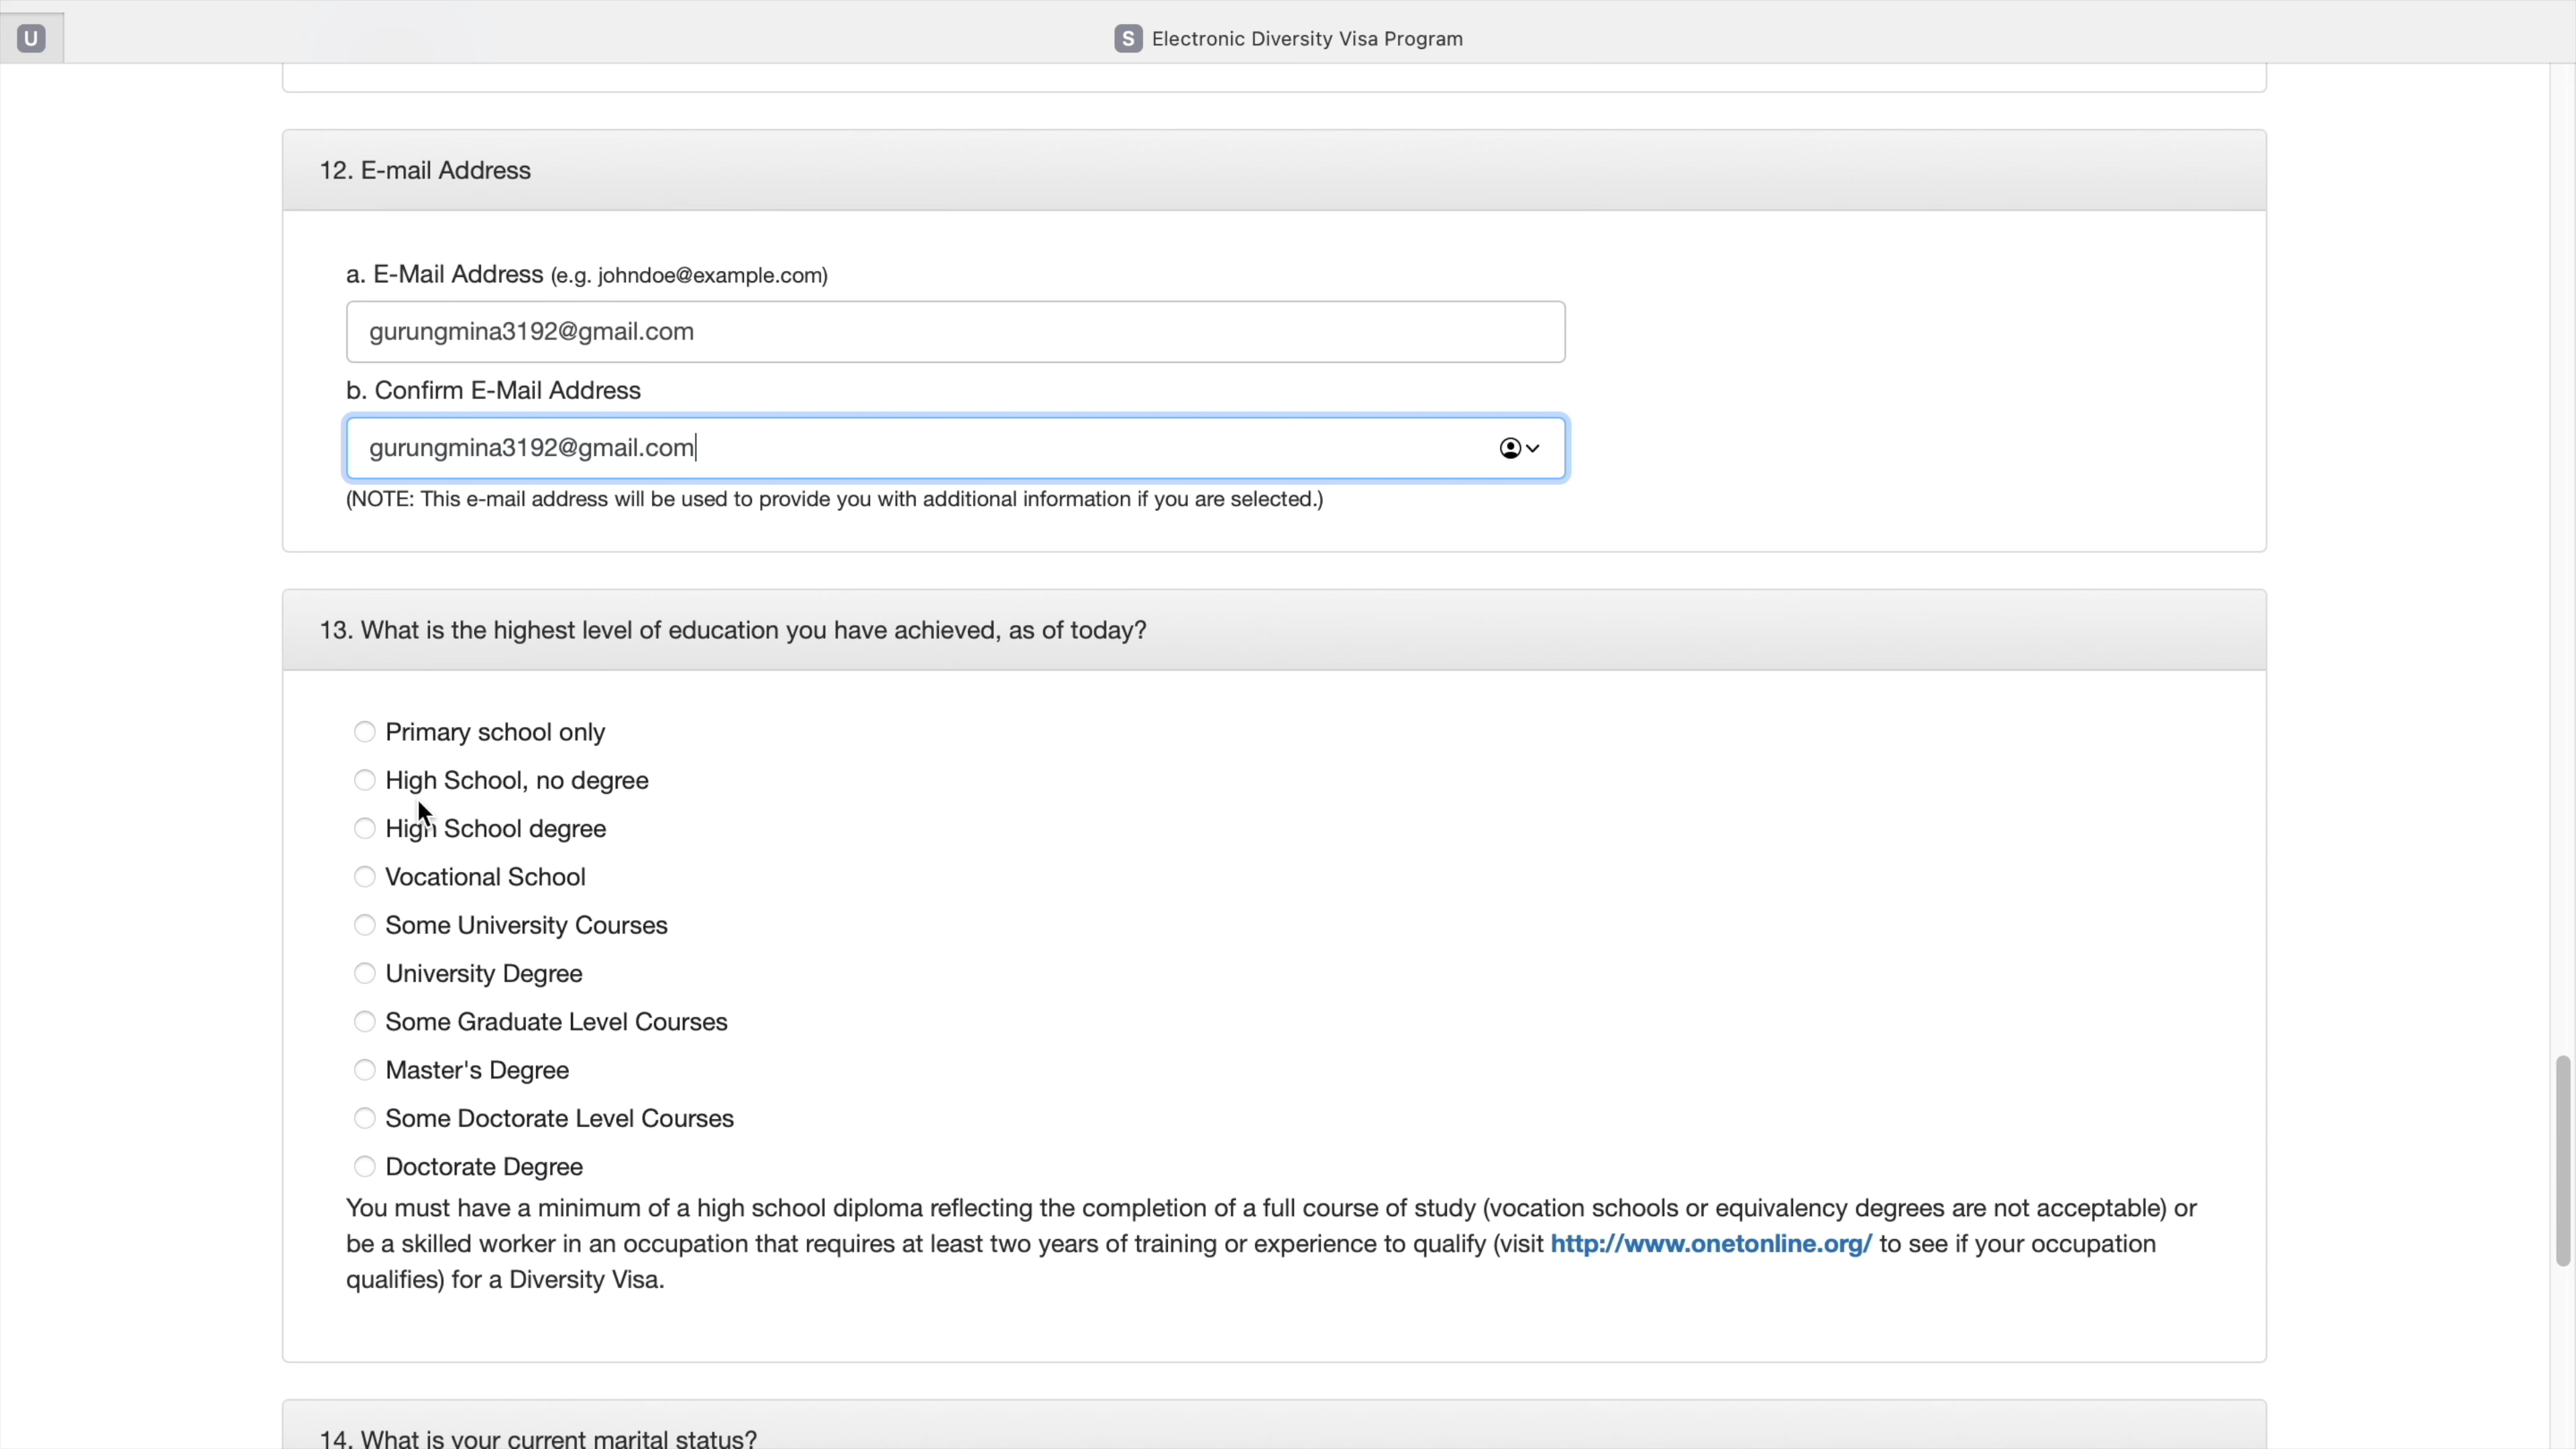 U
S Electronic Diversity Visa Program
12. E-mail Address
a. E-Mail Address (e.g. johndoe@example.com)
gurungmina3192@gmail.com
b. Confirm E-Mail Address
gurungmina3192@gmail.com
(NOTE: This e-mail address will be used to provide you with additional information if you are selected.)
13. What is the highest level of education you have achieved, as of today?
Primary school only
High School, no degree
High School degree
Vocational School
Some University Courses
University Degree
Some Graduate Level Courses
Master's Degree
Some Doctorate Level Courses
Doctorate Degree
You must have a minimum of a high school diploma reflecting the completion of a full course of study (vocation schools or equivalency degrees are not acceptable) or
be a skilled worker in an occupation that requires at least two years of training or experience to qualify (visit http://www.onetonline.org/ to see if your occupation
qualifies) for a Diversity Visa.
14. What is your current marital status?